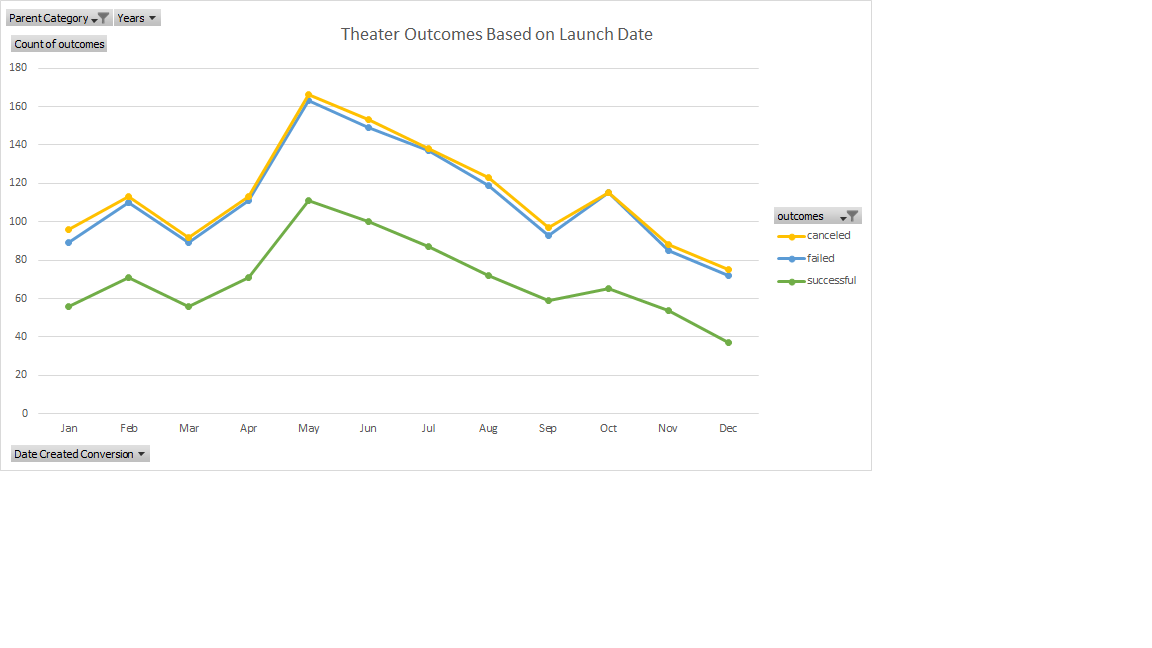 Parent Category Years
Theater Outcomes Based on Launch Date
Count of outcomes
180
160
140
120
100
80
60
40
20
0
Jan Feb Mar Apr May Jun Jul Aug Sep Oct Nov Dec
outcomes
canceled
failed
successful
Date Created Conversion